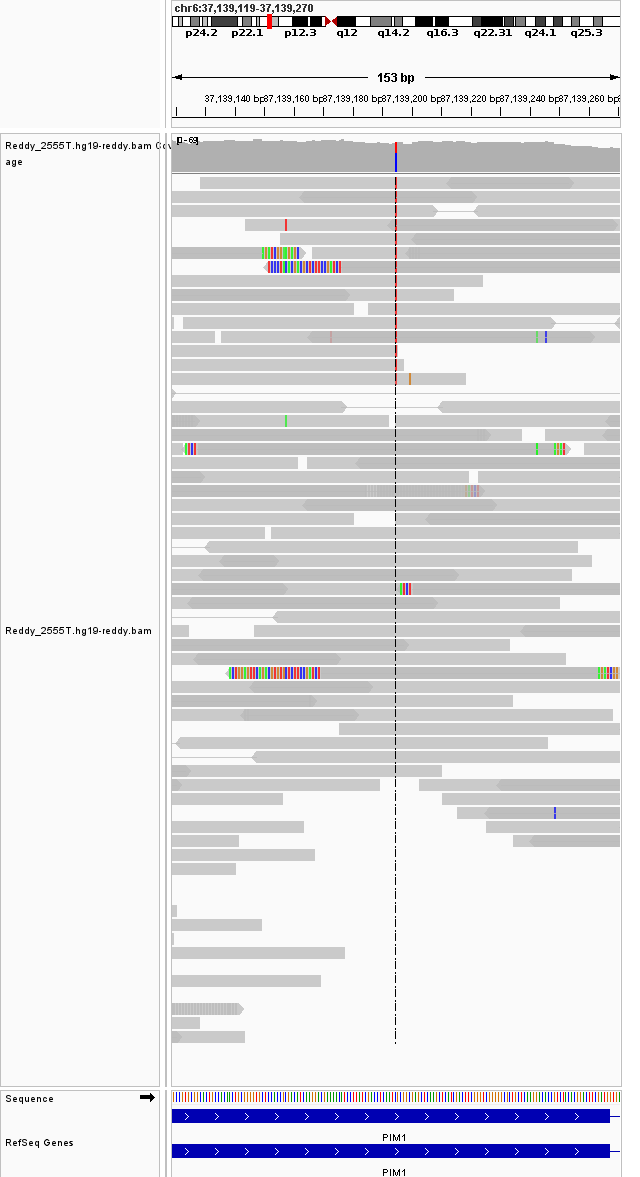 chr6:37,139,119-37,139,270
p24.2 p22.1 p12.3 q12 q14.2 q16.3 q22.31 q24.1 q25.3
153 bp
37,139,140 bp 37,139,160 bp 37,139,180 bp 37,139,200 bp 37,139,220 bp 37,139,240 bp 37,139,260 bp
Reddy_2555T.hg19-reddy.bam Cov
age
Reddy_2555T.hg19-reddy.bam
Sequence
PIM1
RefSeq Genes
PIM1